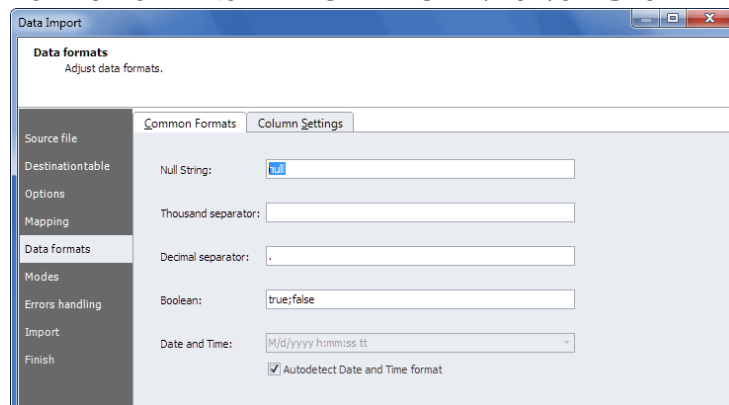 Data Import
Data formats
Adjust data formats.
Common Formats
Column Settings
Source file
Destinationtable
Options
Mapping
Data formats
Modes
Errors handling
Import
Finish
Null String:
null
Thousand separator:
Decimal separator:
.
Boolean:
true;false
Date and Time:
M/d/yyyy h:mm:ss tt
Autodetect Date and Time format